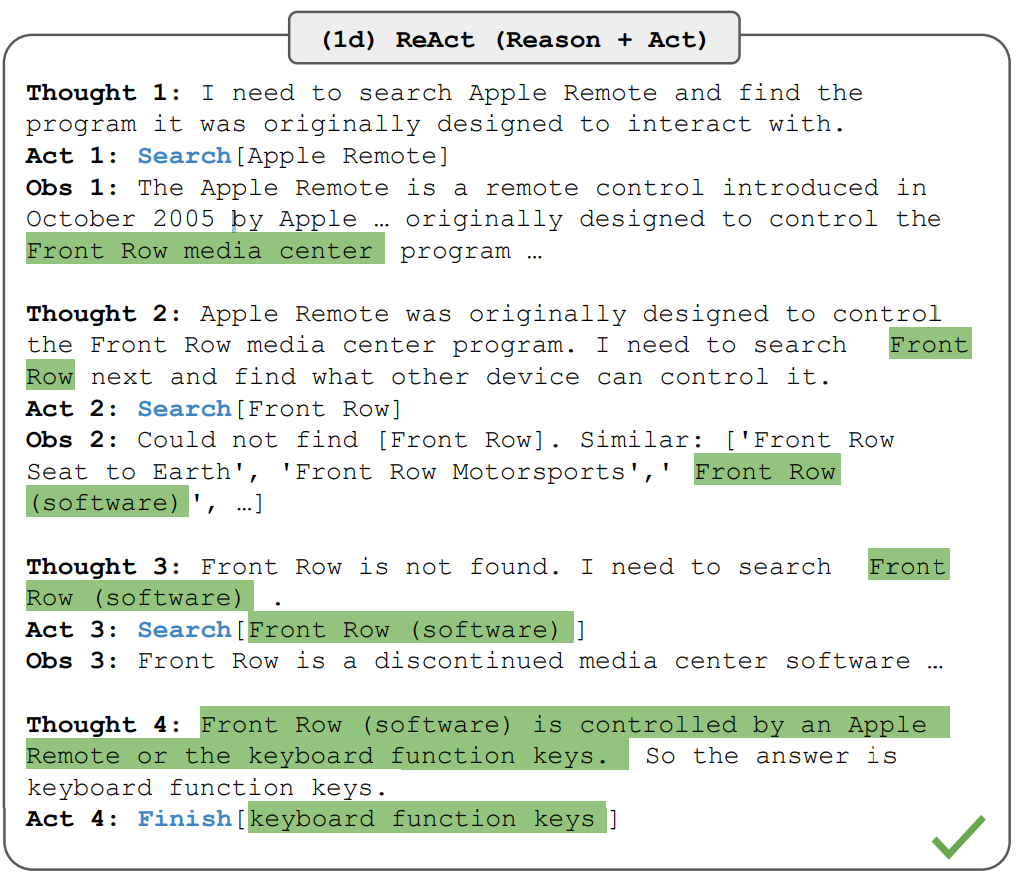 (1d) ReAct (Reason + Act)
Thought 1: I need to search Apple Remote and find the
program it was originally designed to interact with.
Act 1: Search[Apple Remote]
Obs 1: The Apple Remote is a remote control introduced in
October 2005 by Apple … originally designed to control the
Front Row media center program …
Thought 2: Apple Remote was originally designed to control
the Front Row media center program. I need to search Front
Row next and find what other device can control it.
Act 2: Search[Front Row]
Obs 2: Could not find [Front Row]. Similar: ['Front Row
Seat to Earth', 'Front Row Motorsports',' Front Row
(software) ', …]
Thought 3: Front Row is not found. I need to search Front
Row (software) .
Act 3: Search[Front Row (software) ]
Obs 3: Front Row is a discontinued media center software …
Thought 4: Front Row (software) is controlled by an Apple
Remote or the keyboard function keys. So the answer is
keyboard function keys.
Act 4: Finish[keyboard function keys ]